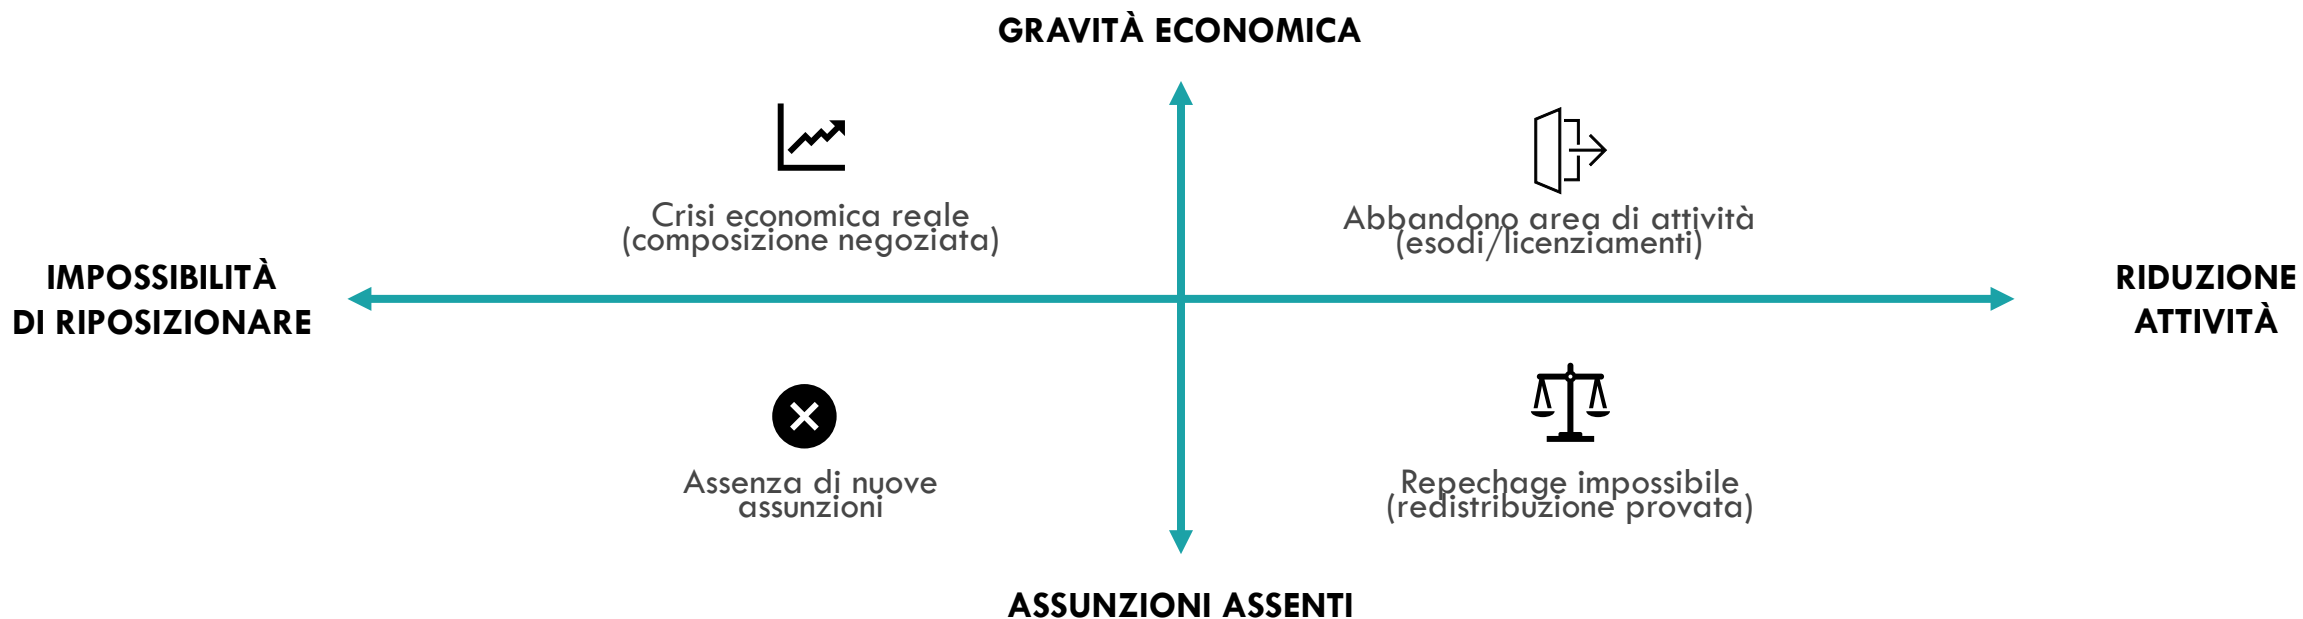 GRAVITÀ ECONOMICA
Crisi economica reale
(composizione negoziata)
Abbandono area di attività
(esodi/licenziamenti)
IMPOSSIBILITÀ
DI RIPOSIZIONARE
RIDUZIONE
ATTIVITÀ
Assenza di nuove
assunzioni
Repechage impossibile
(redistribuzione provata)
ASSUNZIONI ASSENTI